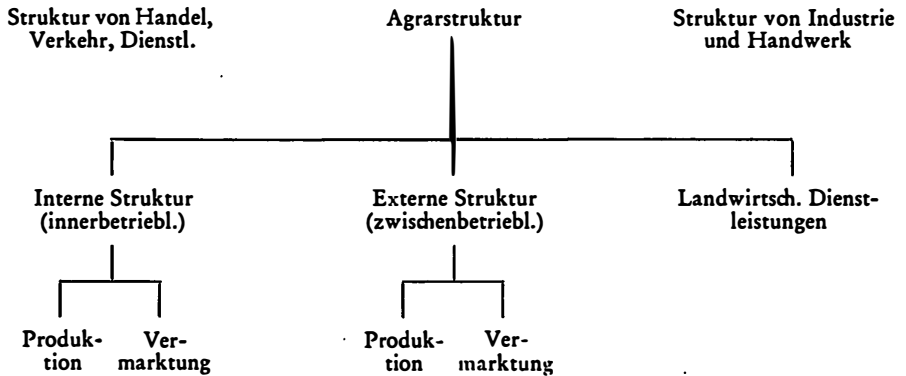 Struktur von Handel,
Verkehr, Dienstl.
Agrarstruktur
Struktur von Industrie
und Handwerk
Interne Struktur
(innerbetriebl.)
Externe Struktur
(zwischenbetriebl.)
Landwirtsch. Dienst-
leistungen
Produk-
tion
Ver-
marktung
Produk-
tion
Ver-
marktung